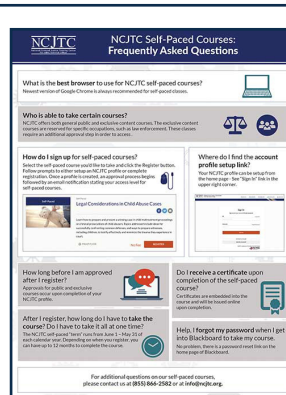 NCJTC
NCJTC Self-Paced Courses:
Frequently Asked Questions
What is the best browser to use for NCJTC self-paced courses?
Newest version of Google Chrome is always recommended for self-paced classes.
Who is able to take certain courses?
NCJTC offers both general public and exclusive content courses. The exclusive content
courses are reserved for specific occupations, such as law enforcement. These classes
require an additional approval step in order to access.
How do I sign up for self-paced courses?
Select the self-paced course you'd like to take and click the Register button.
Follow prompts to either setup an NCJTC profile or complete
registration. Once a profile is created, an approval process begins
followed by an email notification stating your access level for
self-paced courses.
Legal Considerations in Child Abuse Cases
Where do I find the account
profile setup link?
Your NCJTC profile can be setup from
the home page - See "Sign In" link in the
upper right corner.
How long before I am approved
after I register?
Approvals for public and exclusive
courses occur upon completion of your
NCJTC profile.
Do I receive a certificate upon
completion of the self-paced
course?
Certificates are embedded into the
course and will be issued online
upon completion.
After I register, how long do I have to take the
course? Do I have to take it all at one time?
The NCJTC self-paced "term" runs from June 1 – May 31 of
each calendar year. Depending on when you register, you
can have up to 12 months to complete the course.
Help, I forgot my password when I get
into Blackboard to take my course.
No problem, there is a password reset link on the
home page of Blackboard.
For additional questions on our self-paced courses,
please contact us at (855) 866-2582 or at info@ncjtc.org.